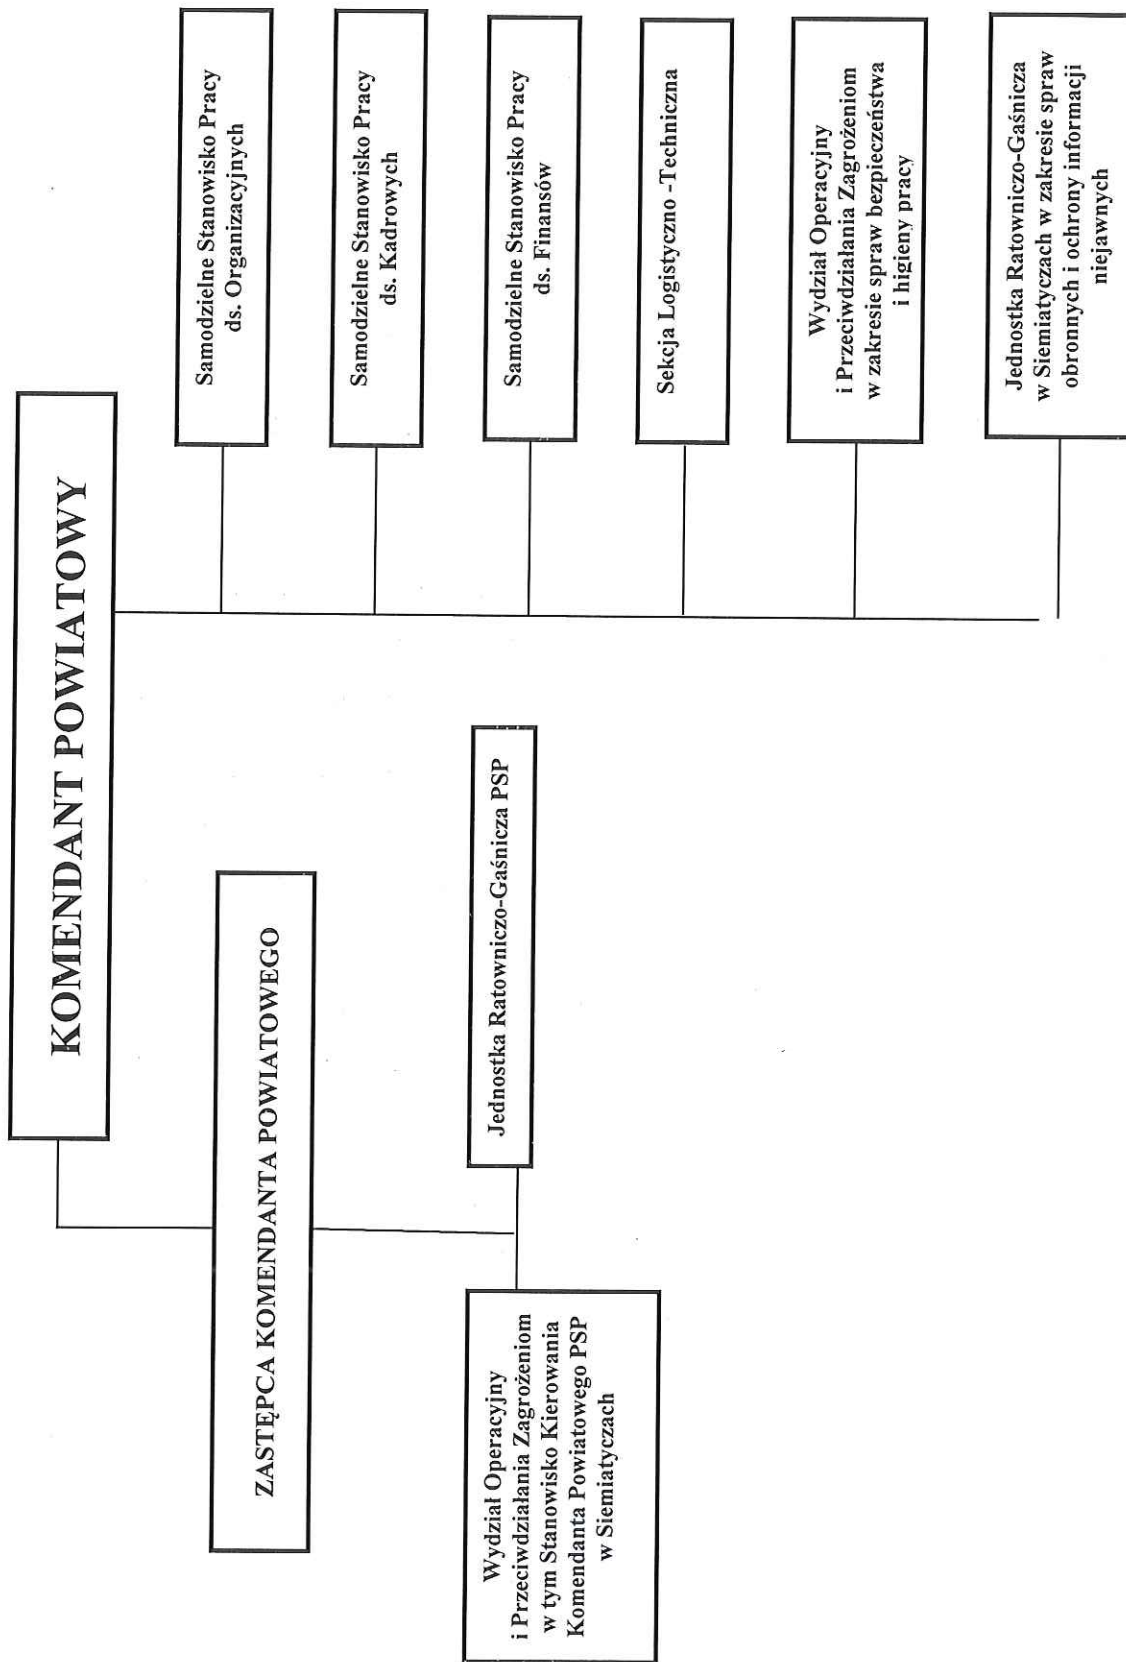 KOMENDANT POWIATOWY
ZASTĘPCA KOMENDANTA POWIATOWEGO
Wydział Operacyjny
i Przeciwdziałania Zagrożeniom
w tym Stanowisko Kierowania
Komendanta Powiatowego PSP
w Siemiatyczach
Jednostka Ratowniczo-Gaśnicza PSP
Samodzielne Stanowisko Pracy
ds. Organizacyjnych
Samodzielne Stanowisko Pracy
ds. Kadrowych
Samodzielne Stanowisko Pracy
ds. Finansów
Sekcja Logistyczno -Techniczna
Wydział Operacyjny
i Przeciwdziałania Zagrożeniom
w zakresie spraw bezpieczeństwa
i higieny pracy
Jednostka Ratowniczo-Gaśnicza
w Siemiatyczach w zakresie spraw
obronnych i ochrony informacji
niejawnych